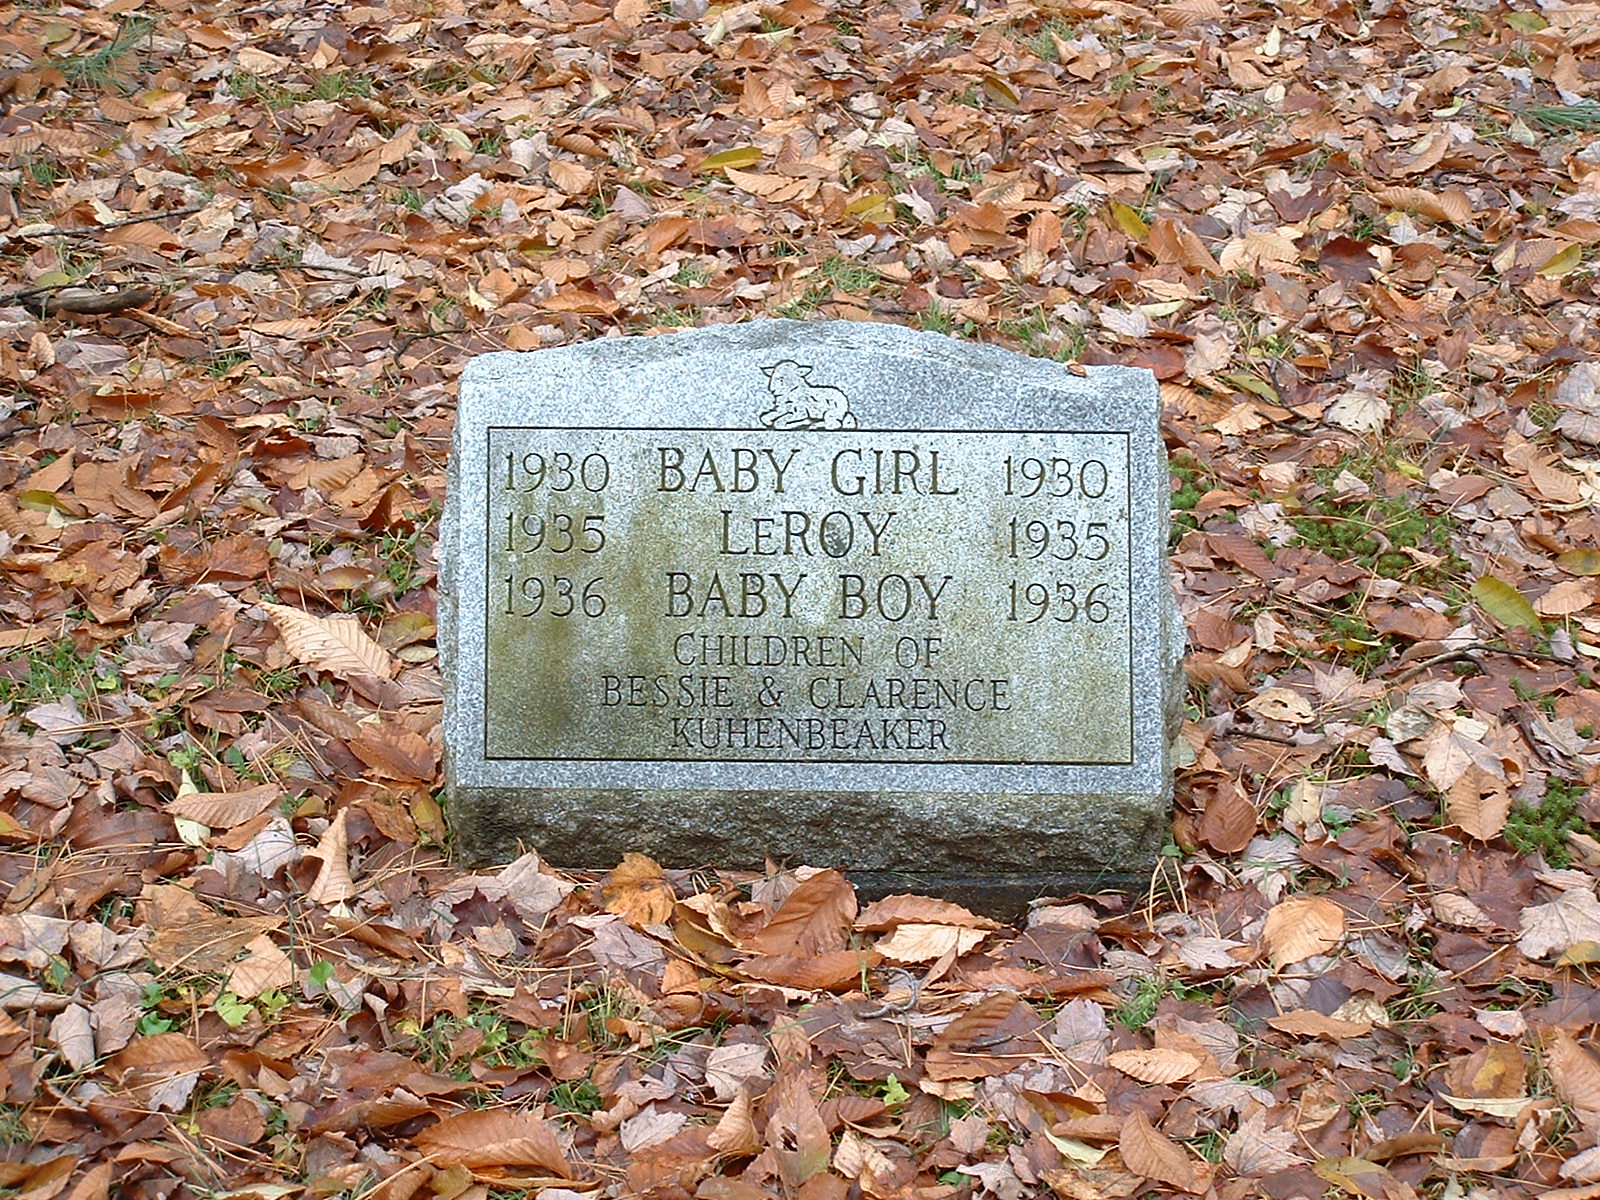 1930 BABY GIRL 1930
1935 LeROY 1935
1936 BABY BOY 1936
CHILDREN OF
BESSIE & CLARENCE
KUHENBEAKER